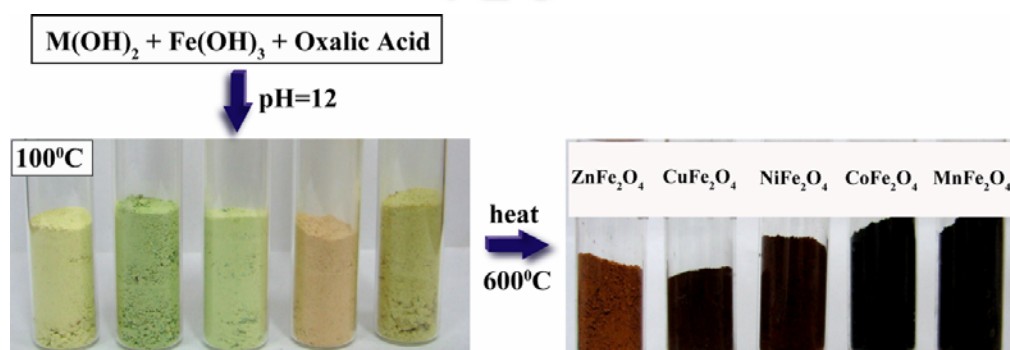 M(OH)₂ + Fe(OH)₃ + Oxalic Acid
pH=12
100⁰C
heat
600⁰C
ZnFe₂O₄ CuFe₂O₄ NiFe₂O₄ CoFe₂O₄ MnFe₂O₄